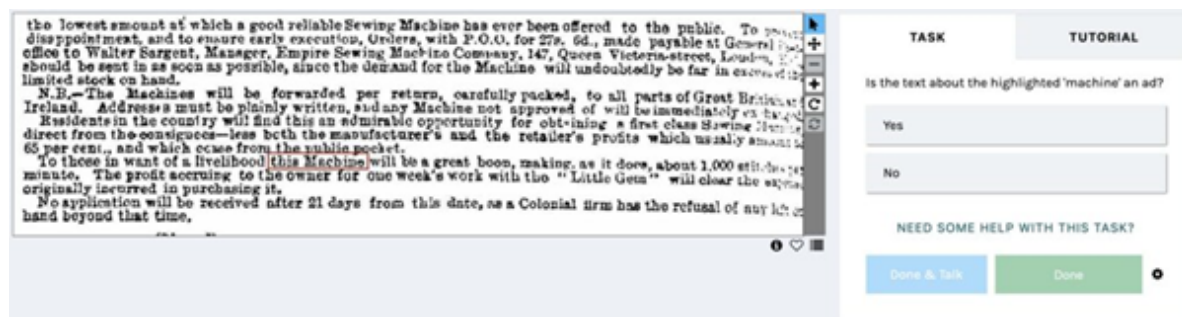 the lowest amount at which a good reliable Sewing Machine has ever been offered to the public. To
disappointment, and to ensure early execution, Orders, with P.O.O. for 27s. 6d., made payable at General
office to Walter Sargent, Manager, Empire Sewing Machine Company, 147, Queen Victoria-street, London,
should be sent in as soon as possible, since the demand for the Machine will undoubtedly be far in
limited stock on hand.
N.B.—The Machines will be forwarded per return, carefully packed, to all parts of Great
Ireland. Addresses must be plainly written, and any Machine not approved of will be immediately
Residents in the country will find this an admirable opportunity for obtaining a first class Sewing
direct from the consignees—less both the manufacturer's and the retailer's profits which usually
65 per cent., and which come from the public pocket.
To those in want of a livelihood this Machine will be a great boon, making, as it does, about 1,000
minute. The profit accruing to the owner for one week's work with the "Little Gem" will clear the
originally incurred in purchasing it.
No application will be received after 21 days from this date, as a Colonial firm has the refusal of any
hand beyond that time.
TASK
TUTORIAL
Is the text about the highlighted 'machine' an ad?
Yes
No
NEED SOME HELP WITH THIS TASK?
Done & Talk
Done